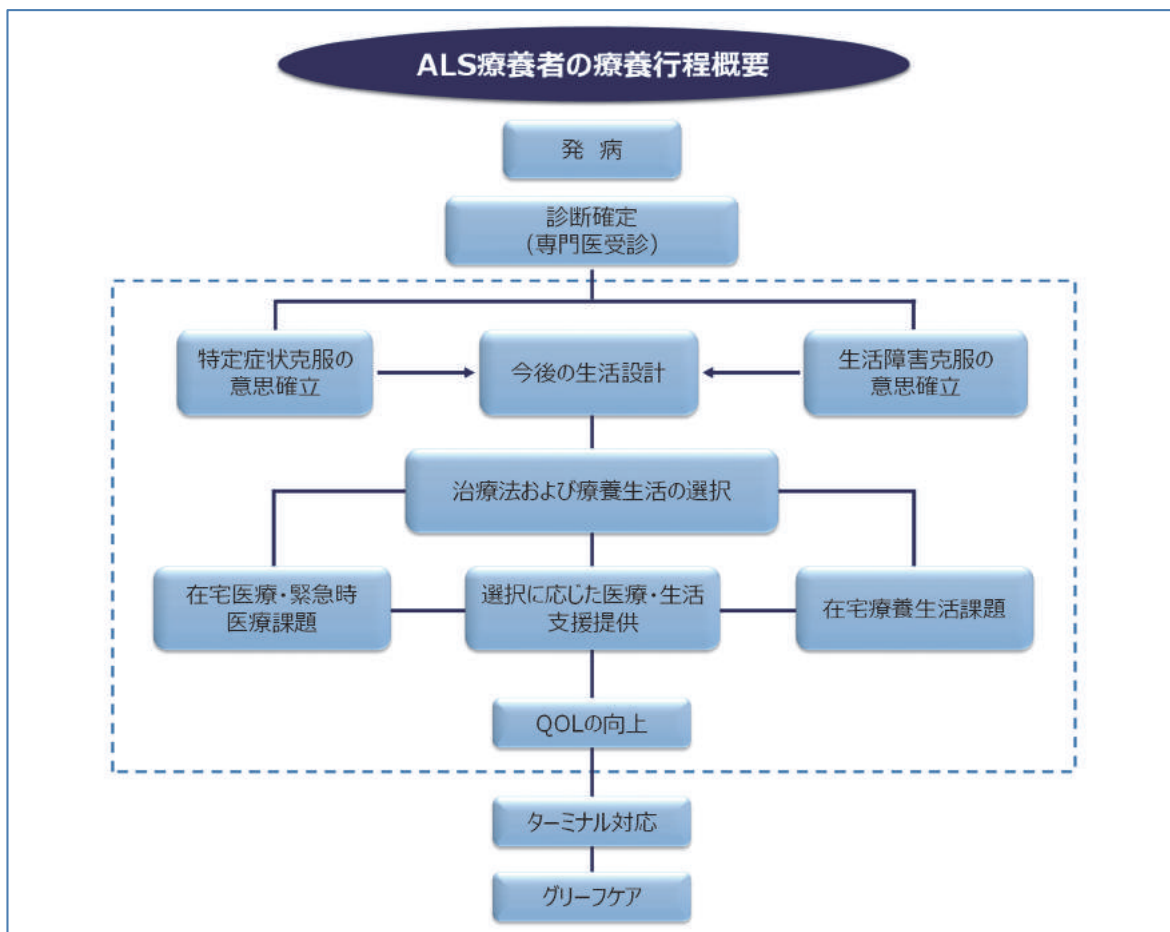 ALS療養者の療養行程概要
発 病
診断確定
(専門医受診)
特定症状克服の
意思確立
今後の生活設計
生活障害克服の
意思確立
治療法および療養生活の選択
在宅医療・緊急時
医療課題
選択に応じた医療・生活
支援提供
在宅療養生活課題
QOLの向上
ターミナル対応
グリーフケア